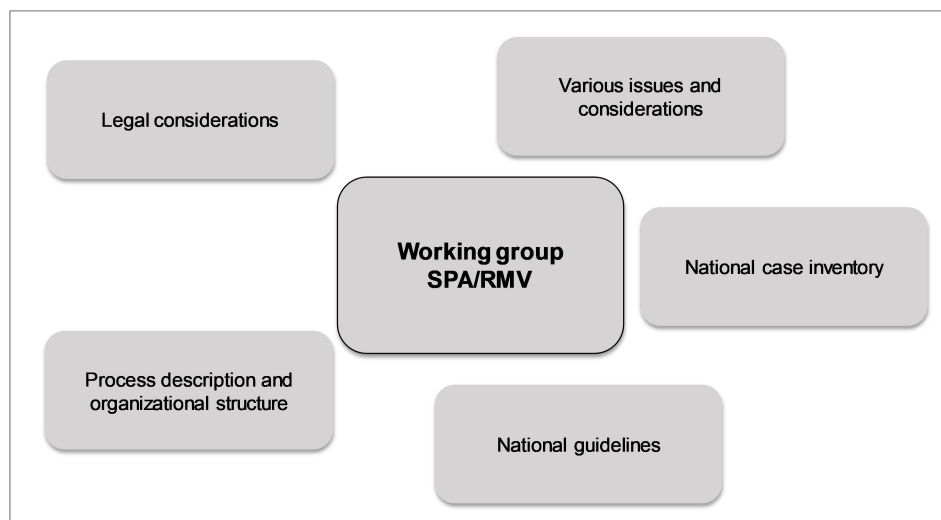 Legal considerations
Various issues and
considerations
Working group
SPA/RMV
National case inventory
Process description and
organizational structure
National guidelines